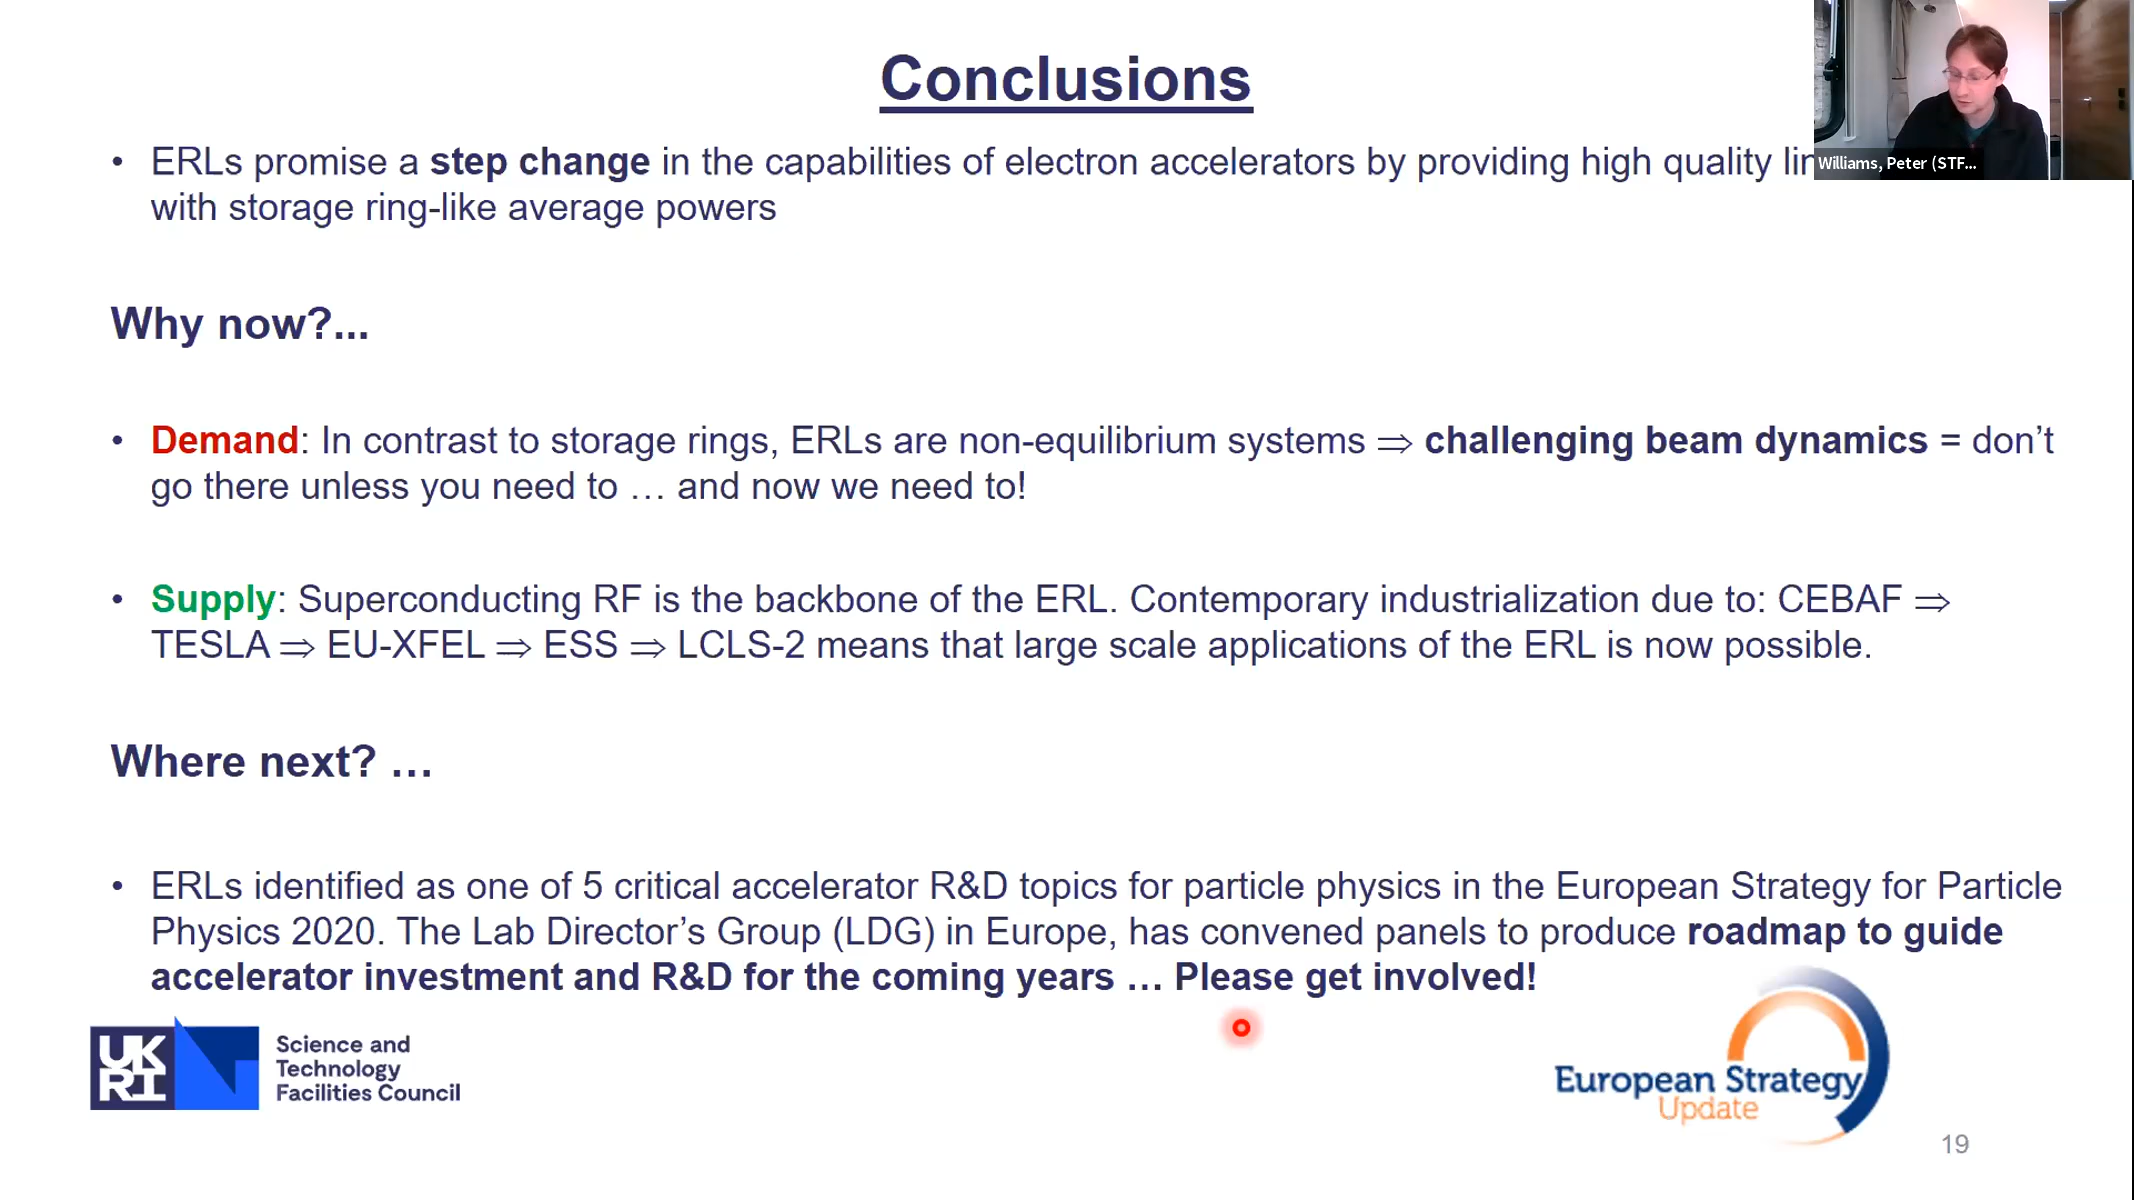 Conclusions
Williams, Peter (STF...
• ERLs promise a step change in the capabilities of electron accelerators by providing high quality
with storage ring-like average powers
Why now?...
• Demand: In contrast to storage rings, ERLs are non-equilibrium systems ⇒ challenging beam dynamics = don’t
go there unless you need to … and now we need to!
• Supply: Superconducting RF is the backbone of the ERL. Contemporary industrialization due to: CEBAF ⇒
TESLA ⇒ EU-XFEL ⇒ ESS ⇒ LCLS-2 means that large scale applications of the ERL is now possible.
Where next? …
• ERLs identified as one of 5 critical accelerator R&D topics for particle physics in the European Strategy for Particle
Physics 2020. The Lab Director’s Group (LDG) in Europe, has convened panels to produce roadmap to guide
accelerator investment and R&D for the coming years … Please get involved!
UK
RI
Science and
Technology
Facilities Council
European Strategy
Update
19